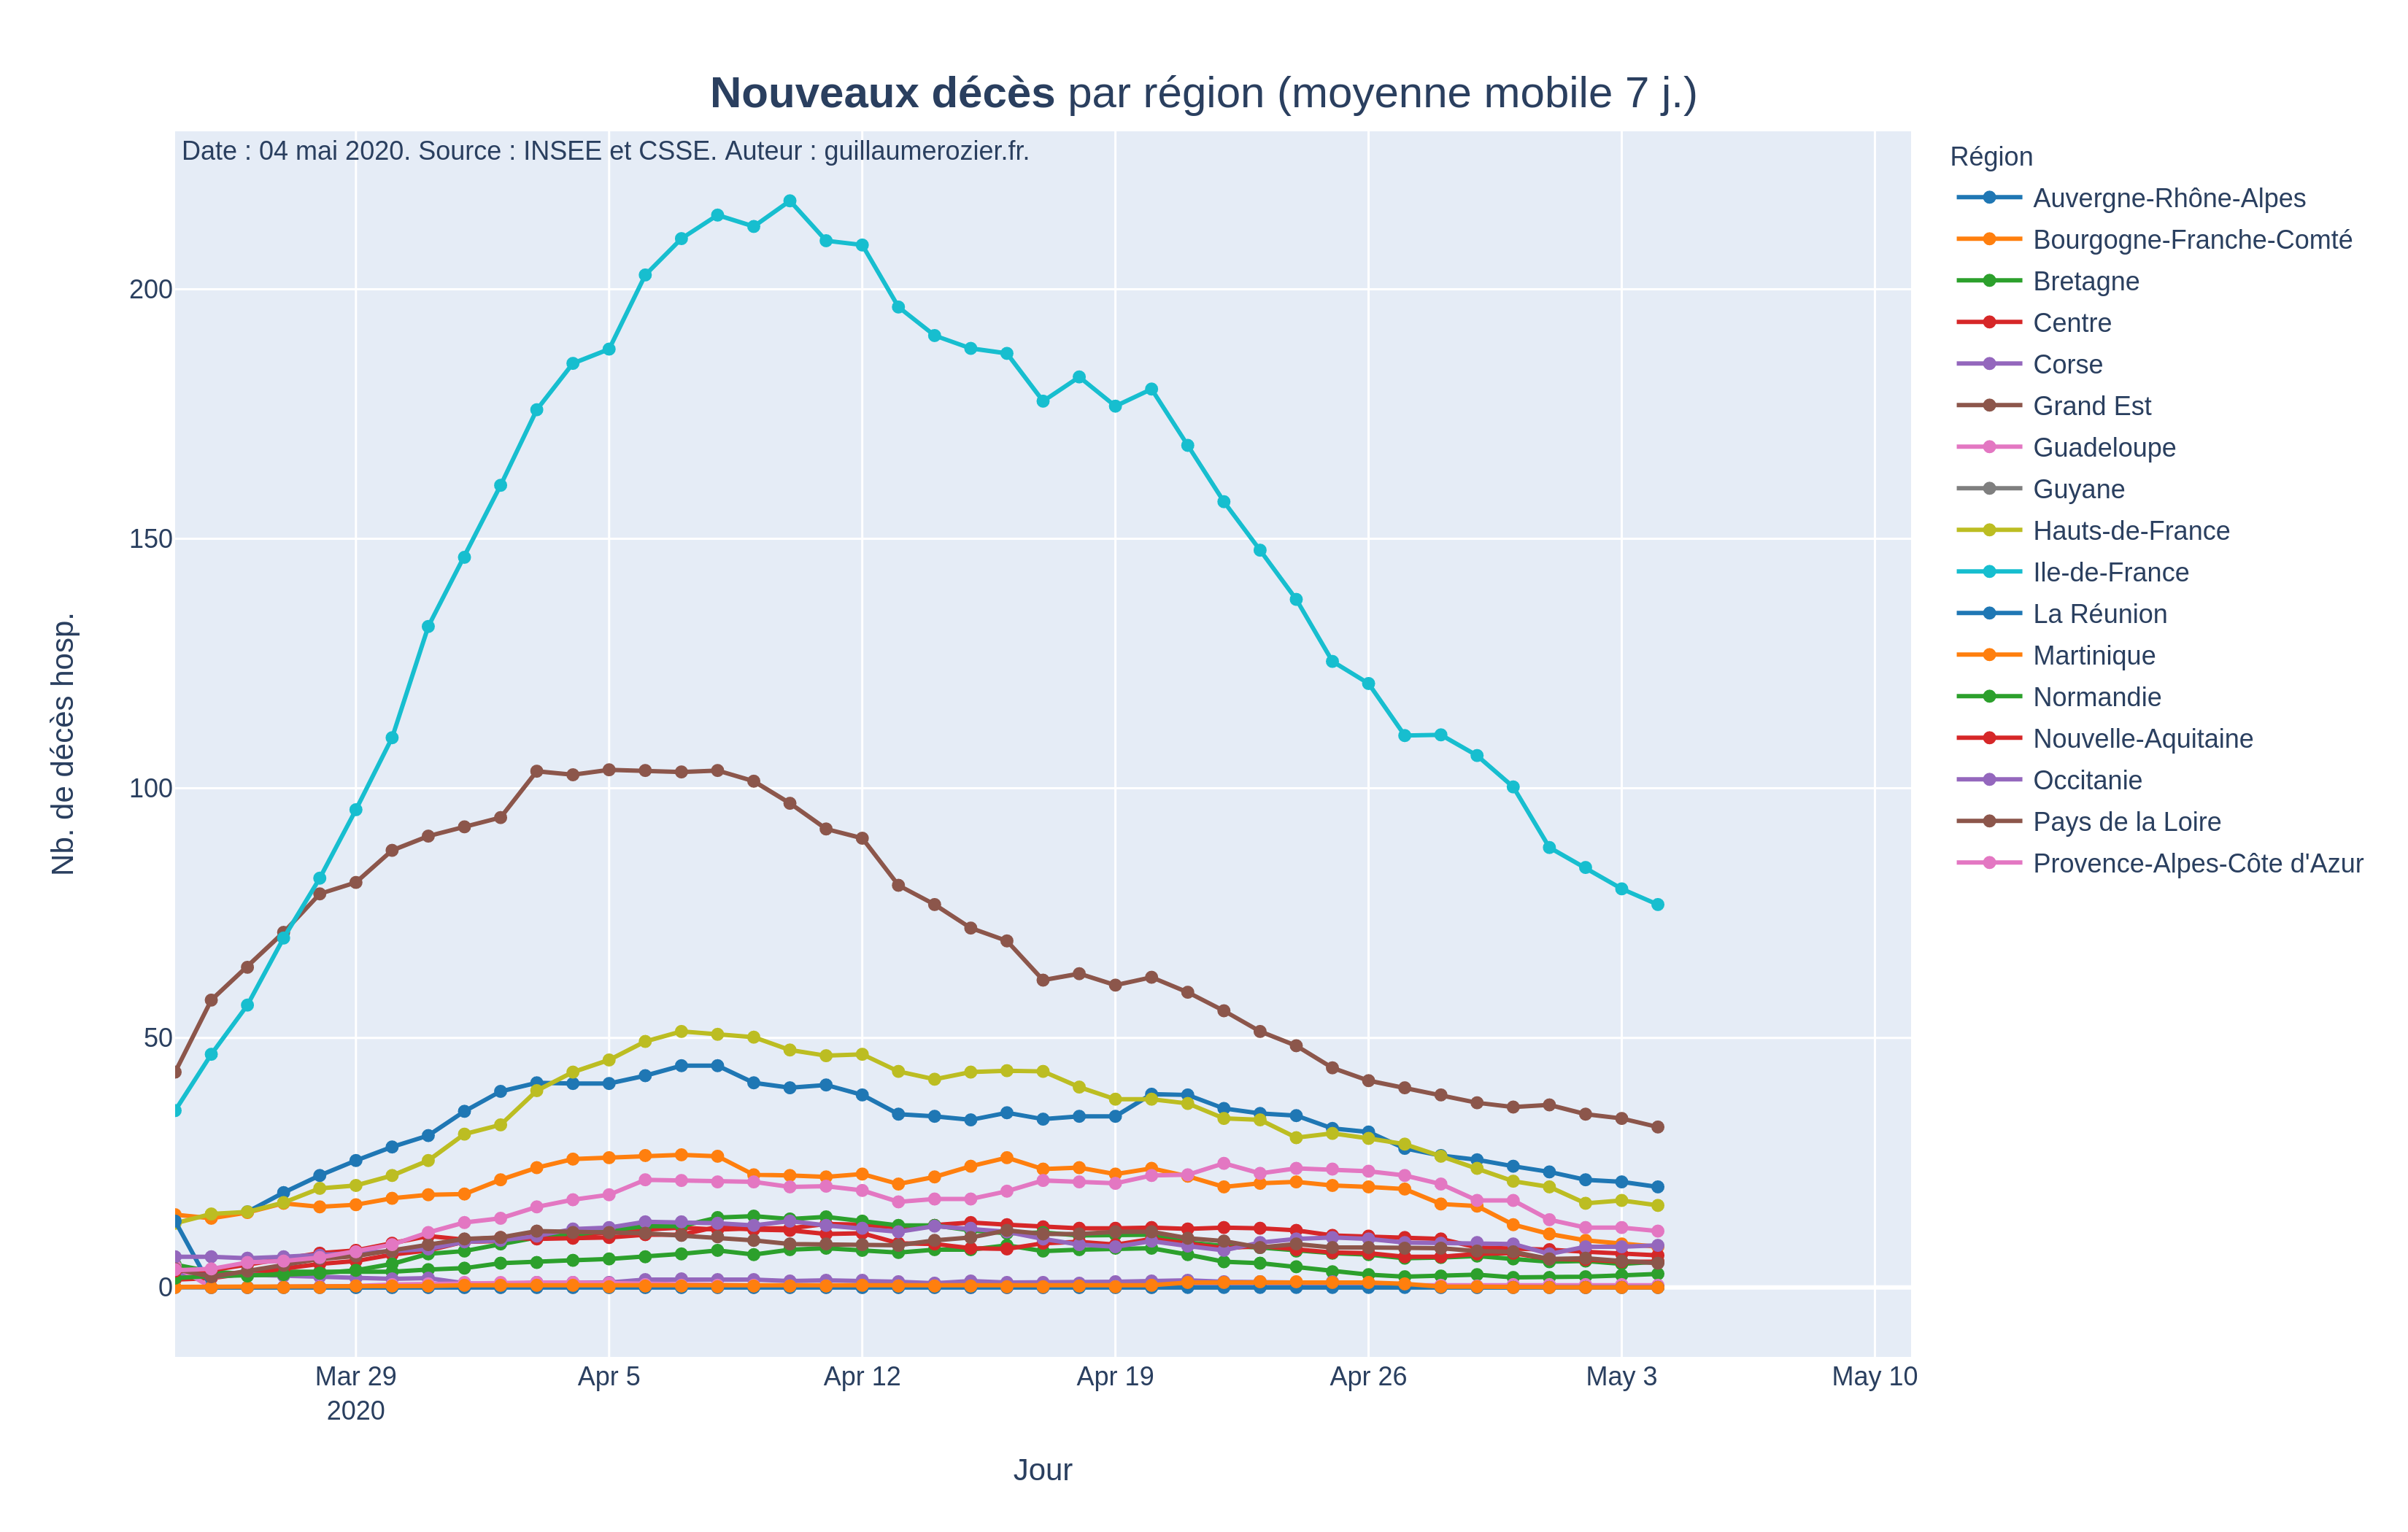 Nouveaux décès par région (moyenne mobile 7 j.)
Date : 04 mai 2020. Source : INSEE et CSSE. Auteur : guillaumerozier.fr.
Nb. de décès hosp.
200
150
100
50
0
Mar 29
2020
Apr 5
Apr 12
Apr 19
Apr 26
May 3
May 10
Jour
Région
Auvergne-Rhône-Alpes
Bourgogne-Franche-Comté
Bretagne
Centre
Corse
Grand Est
Guadeloupe
Guyane
Hauts-de-France
Ile-de-France
La Réunion
Martinique
Normandie
Nouvelle-Aquitaine
Occitanie
Pays de la Loire
Provence-Alpes-Côte d'Azur